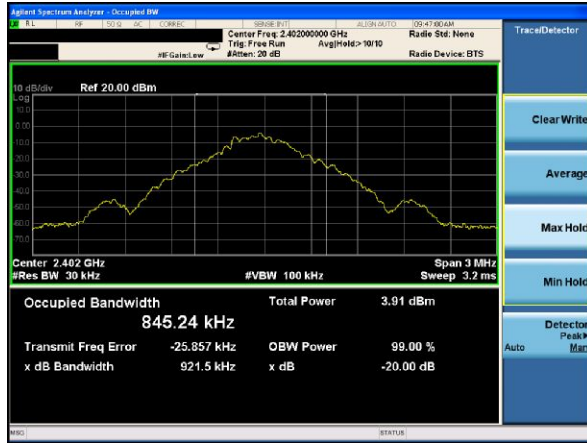 Agilent Spectrum Analyzer - Occupied BW
RL RF 50 Ω AC CORREC SENSE:INT ALIGN AUTO 09:47:00AM
Center Freq: 2.402000000 GHz Radio Std: None
Trig: Free Run Avg|Hold:> 10/10
#IFGain:Low #Atten: 20 dB Radio Device: BTS
Trace/Detector
10 dB/div Ref 20.00 dBm
Log
10.0
0.00
-10.0
-20.0
-30.0
-40.0
-50.0
-60.0
-70.0
Center 2.402 GHz Span 3 MHz
#Res BW 30 kHz #VBW 100 kHz Sweep 3.2 ms
Occupied Bandwidth Total Power 3.91 dBm
845.24 kHz
Transmit Freq Error -25.857 kHz OBW Power 99.00 %
x dB Bandwidth 921.5 kHz x dB -20.00 dB
Clear Write
Average
Max Hold
Min Hold
Detector
Peak
Auto Man
MSG STATUS